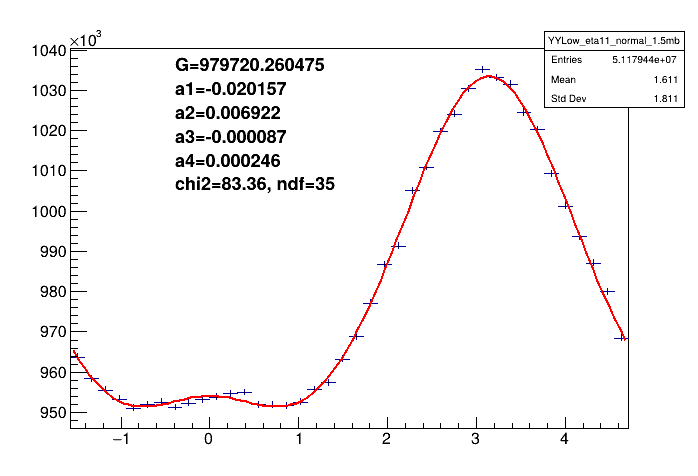 YYLow_eta11_normal_1.5mb
Entries 5.117944e+07
Mean 1.611
Std Dev 1.811
×10³
G=979720.260475
a1=-0.020157
a2=0.006922
a3=-0.000087
a4=0.000246
chi2=83.36, ndf=35
1040
1030
1020
1010
1000
990
980
970
960
950
−1 0 1 2 3 4